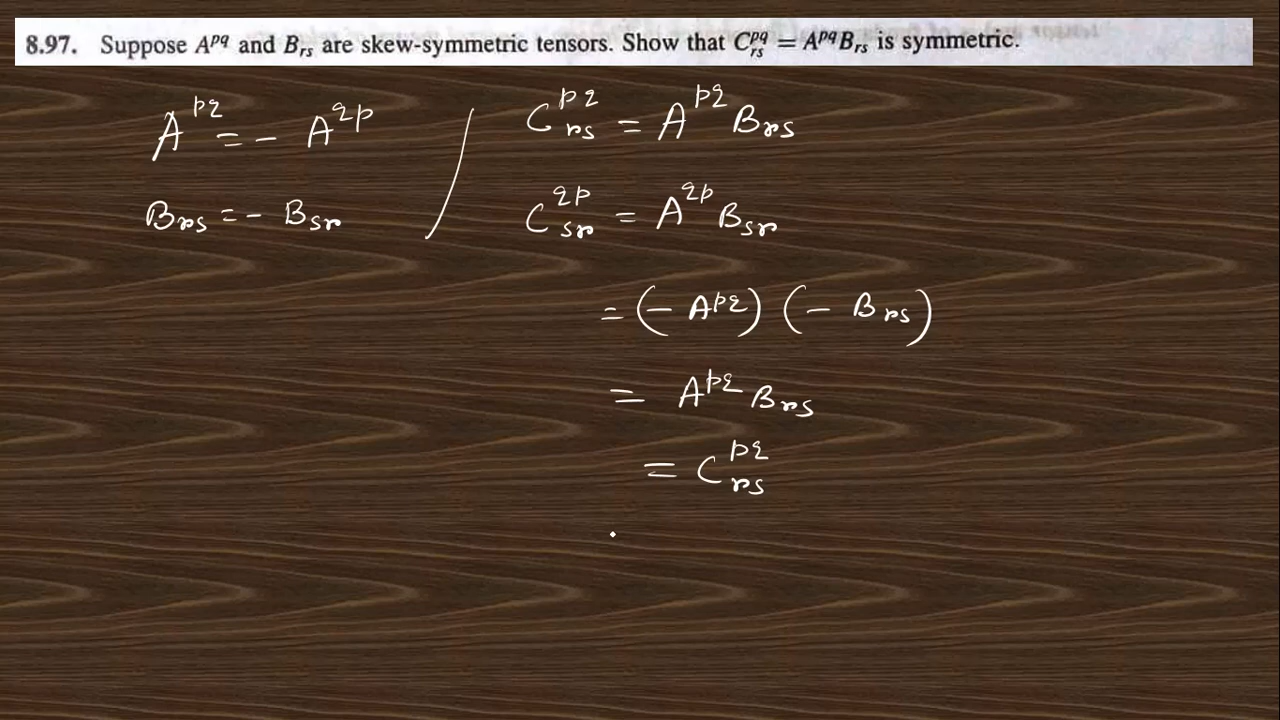 8.97. Suppose A^{pq} and B_{rs} are skew-symmetric tensors. Show that C^{pq}_{rs} = A^{pq}B_{rs} is symmetric.
A^{pq} = - A^{qp}
B_{rs} = - B_{sr}
C^{pq}_{rs} = A^{pq} B_{rs}
C^{qp}_{sr} = A^{qp} B_{sr}
= (- A^{pq}) (- B_{rs})
= A^{pq} B_{rs}
= C^{pq}_{rs}